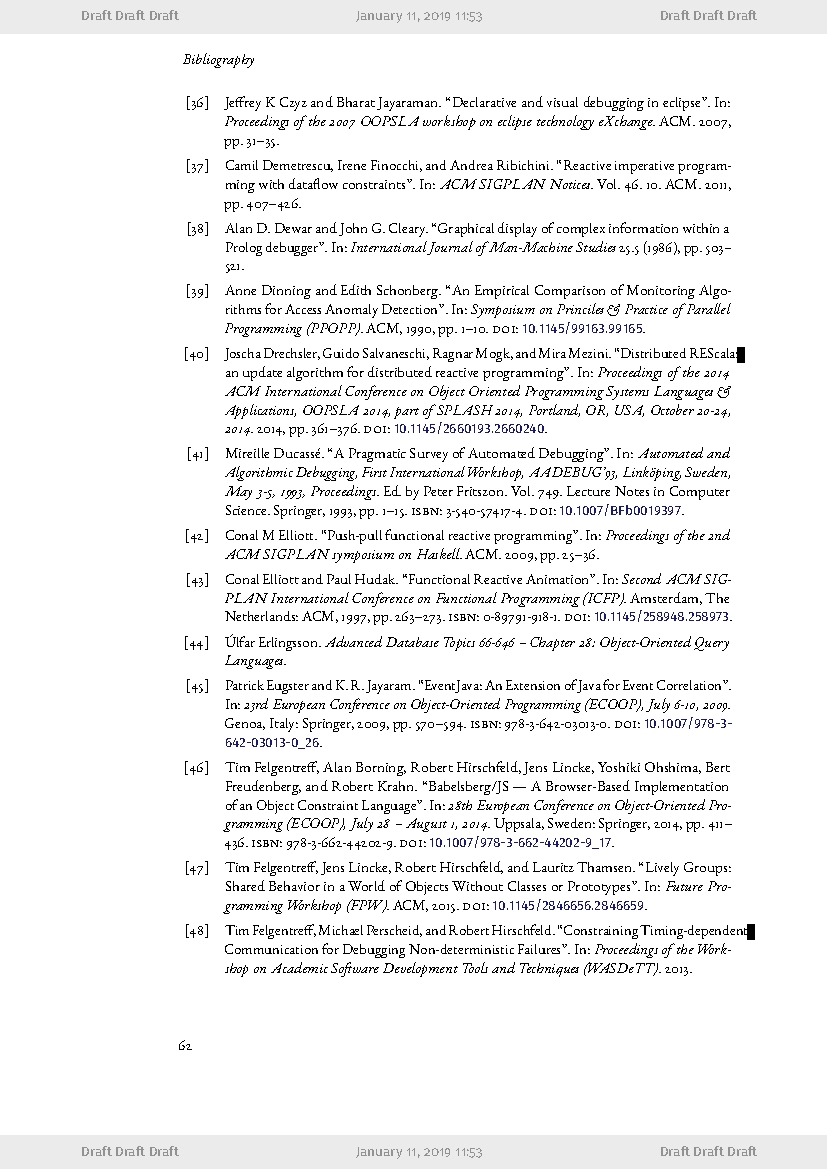 Draft Draft Draft January 11, 2019 11:53 Draft Draft Draft
Bibliography
[36] Jeffrey K Czyz and Bharat Jayaraman. “Declarative and visual debugging in eclipse”. In:
Proceedings of the 2007 OOPSLA workshop on eclipse technology eXchange. ACM. 2007,
pp. 31–35.
[37] Camil Demetrescu, Irene Finocchi, and Andrea Ribichini. “Reactive imperative program-
ming with dataflow constraints”. In: ACM SIGPLAN Notices. Vol. 46. 10. ACM. 2011,
pp. 407–426.
[38] Alan D. Dewar and John G. Cleary. “Graphical display of complex information within a
Prolog debugger”. In: International Journal of Man-Machine Studies 25.5 (1986), pp. 503–
521.
[39] Anne Dinning and Edith Schonberg. “An Empirical Comparison of Monitoring Algo-
rithms for Access Anomaly Detection”. In: Symposium on Princiles & Practice of Parallel
Programming (PPOPP). ACM, 1990, pp. 1–10. DOI: 10.1145/99163.99165.
[40] Joscha Drechsler, Guido Salvaneschi, Ragnar Mogk, and Mira Mezini. “Distributed REScala:
an update algorithm for distributed reactive programming”. In: Proceedings of the 2014
ACM International Conference on Object Oriented Programming Systems Languages &
Applications, OOPSLA 2014, part of SPLASH 2014, Portland, OR, USA, October 20-24,
2014. 2014, pp. 361–376. DOI: 10.1145/2660193.2660240.
[41] Mireille Ducassé. “A Pragmatic Survey of Automated Debugging”. In: Automated and
Algorithmic Debugging, First International Workshop, AADEBUG’93, Linköping, Sweden,
May 3-5, 1993, Proceedings. Ed. by Peter Fritszon. Vol. 749. Lecture Notes in Computer
Science. Springer, 1993, pp. 1–15. ISBN: 3-540-57417-4. DOI: 10.1007/BFb0019397.
[42] Conal M Elliott. “Push-pull functional reactive programming”. In: Proceedings of the 2nd
ACM SIGPLAN symposium on Haskell. ACM. 2009, pp. 25–36.
[43] Conal Elliott and Paul Hudak. “Functional Reactive Animation”. In: Second ACM SIG-
PLAN International Conference on Functional Programming (ICFP). Amsterdam, The
Netherlands: ACM, 1997, pp. 263–273. ISBN: 0-89791-918-1. DOI: 10.1145/258948.258973.
[44] Úlfar Erlingsson. Advanced Database Topics 66-646 – Chapter 28: Object-Oriented Query
Languages.
[45] Patrick Eugster and K. R. Jayaram. “EventJava: An Extension of Java for Event Correlation”.
In: 23rd European Conference on Object-Oriented Programming (ECOOP), July 6-10, 2009.
Genoa, Italy: Springer, 2009, pp. 570–594. ISBN: 978-3-642-03013-0. DOI: 10.1007/978-3-
642-03013-0_26.
[46] Tim Felgentreff, Alan Borning, Robert Hirschfeld, Jens Lincke, Yoshiki Ohshima, Bert
Freudenberg, and Robert Krahn. “Babelsberg/JS — A Browser-Based Implementation
of an Object Constraint Language”. In: 28th European Conference on Object-Oriented Pro-
gramming (ECOOP), July 28 – August 1, 2014. Uppsala, Sweden: Springer, 2014, pp. 411–
436. ISBN: 978-3-662-44202-9. DOI: 10.1007/978-3-662-44202-9_17.
[47] Tim Felgentreff, Jens Lincke, Robert Hirschfeld, and Lauritz Thamsen. “Lively Groups:
Shared Behavior in a World of Objects Without Classes or Prototypes”. In: Future Pro-
gramming Workshop (FPW). ACM, 2015. DOI: 10.1145/2846656.2846659.
[48] Tim Felgentreff, Michael Perscheid, and Robert Hirschfeld. “Constraining Timing-dependent
Communication for Debugging Non-deterministic Failures”. In: Proceedings of the Work-
shop on Academic Software Development Tools and Techniques (WASDeTT). 2013.
62
Draft Draft Draft January 11, 2019 11:53 Draft Draft Draft